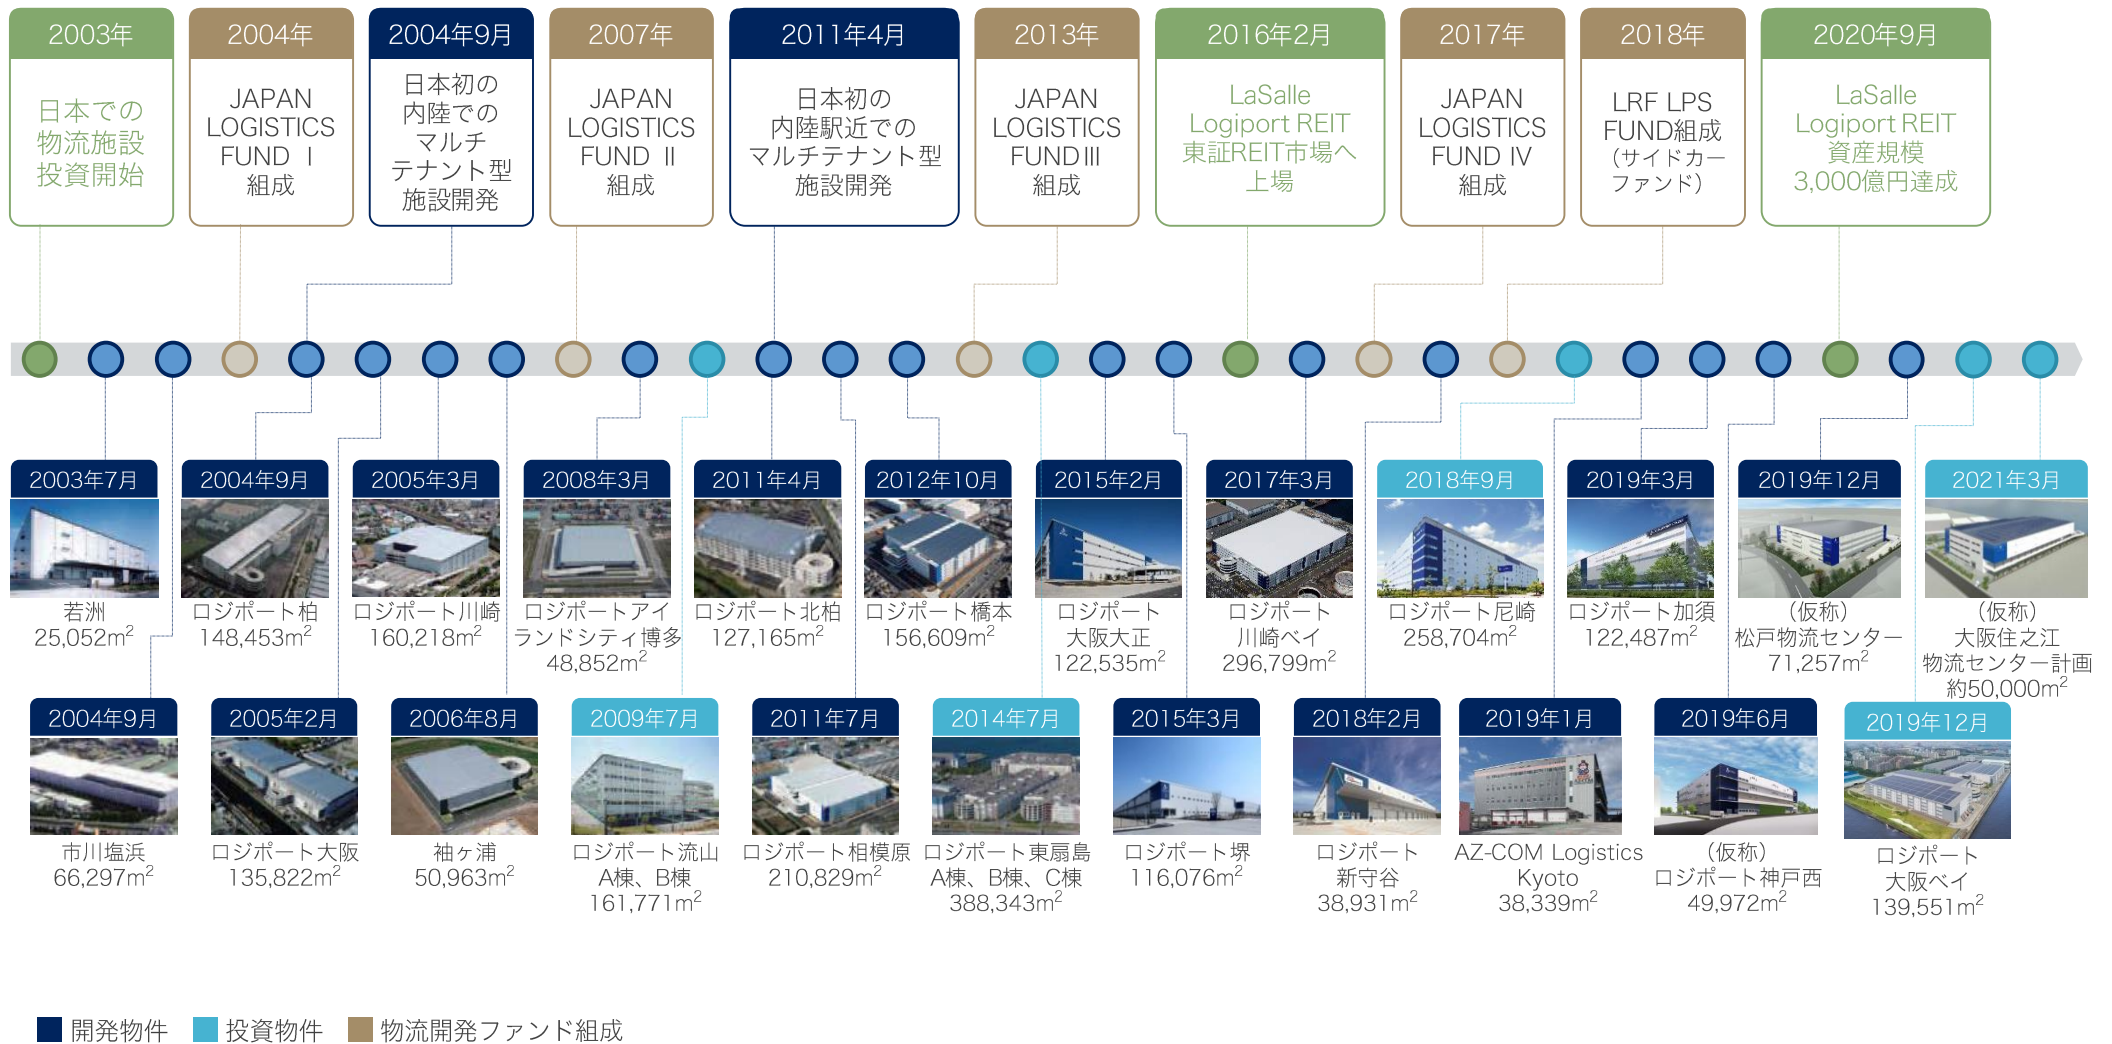 2003年
日本での
物流施設
投資開始
2004年
JAPAN
LOGISTICS
FUND Ⅰ
組成
2004年9月
日本初の
内陸での
マルチ
テナント型
施設開発
2007年
JAPAN
LOGISTICS
FUND Ⅱ
組成
2011年4月
日本初の
内陸駅近での
マルチテナント型
施設開発
2013年
JAPAN
LOGISTICS
FUNDⅢ
組成
2016年2月
LaSalle
Logiport REIT
東証REIT市場へ
上場
2017年
JAPAN
LOGISTICS
FUND Ⅳ
組成
2018年
LRF LPS
FUND組成
（サイドカー
ファンド）
2020年9月
LaSalle
Logiport REIT
資産規模
3,000億円達成
2003年7月
若洲
25,052m²
2004年9月
ロジポート柏
148,453m²
2005年3月
ロジポート川崎
160,218m²
2008年3月
ロジポートアイ
ランドシティ博多
48,852m²
2011年4月
ロジポート北柏
127,165m²
2012年10月
ロジポート橋本
156,609m²
2015年2月
ロジポート
大阪大正
122,535m²
2017年3月
ロジポート
川崎ベイ
296,799m²
2018年9月
ロジポート尼崎
258,704m²
2019年3月
ロジポート加須
122,487m²
2019年12月
（仮称）
松戸物流センター
71,257m²
2021年3月
（仮称）
大阪住之江
物流センター計画
約50,000m²
2004年9月
市川塩浜
66,297m²
2005年2月
ロジポート大阪
135,822m²
2006年8月
袖ヶ浦
50,963m²
2009年7月
ロジポート流山
A棟、B棟
161,771m²
2011年7月
ロジポート相模原
210,829m²
2014年7月
ロジポート東扇島
A棟、B棟、C棟
388,343m²
2015年3月
ロジポート堺
116,076m²
2018年2月
ロジポート
新守谷
38,931m²
2019年1月
AZ-COM Logistics
Kyoto
38,339m²
2019年6月
（仮称）
ロジポート神戸西
49,972m²
2019年12月
ロジポート
大阪ベイ
139,551m²
開発物件
投資物件
物流開発ファンド組成